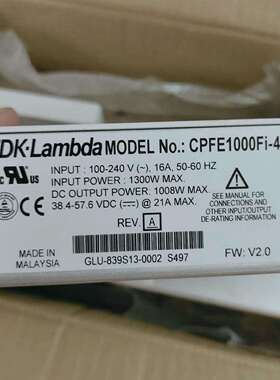 DK·Lambda MODEL No.: CPFE1000Fi-4
INPUT : 100-240 V (~), 16A, 50-60 HZ
INPUT POWER = 1300W MAX.
DC OUTPUT POWER = 1008W MAX.
38.4-57.6 VDC ⎓ @ 21A MAX.
SEE MANUAL FOR
CONNECTIONS AND
INPUT/OUTPUT
DE-RATING INFORMATION
REV. A
MADE IN
MALAYSIA
GLU-839S13-0002 S497
FW: V2.0